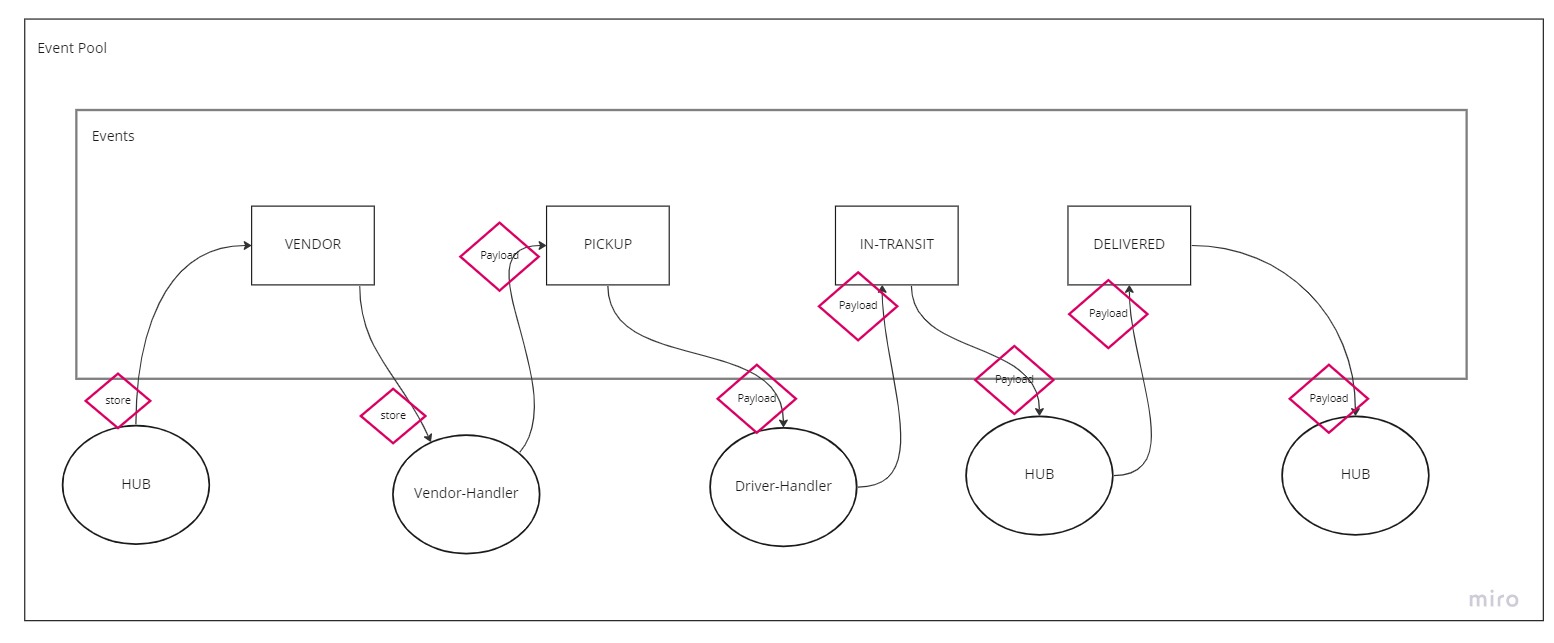 Event Pool
Events
VENDOR
PICKUP
IN-TRANSIT
DELIVERED
Payload
Payload
Payload
Payload
Payload
Payload
store
store
HUB
Vendor-Handler
Driver-Handler
HUB
HUB
miro